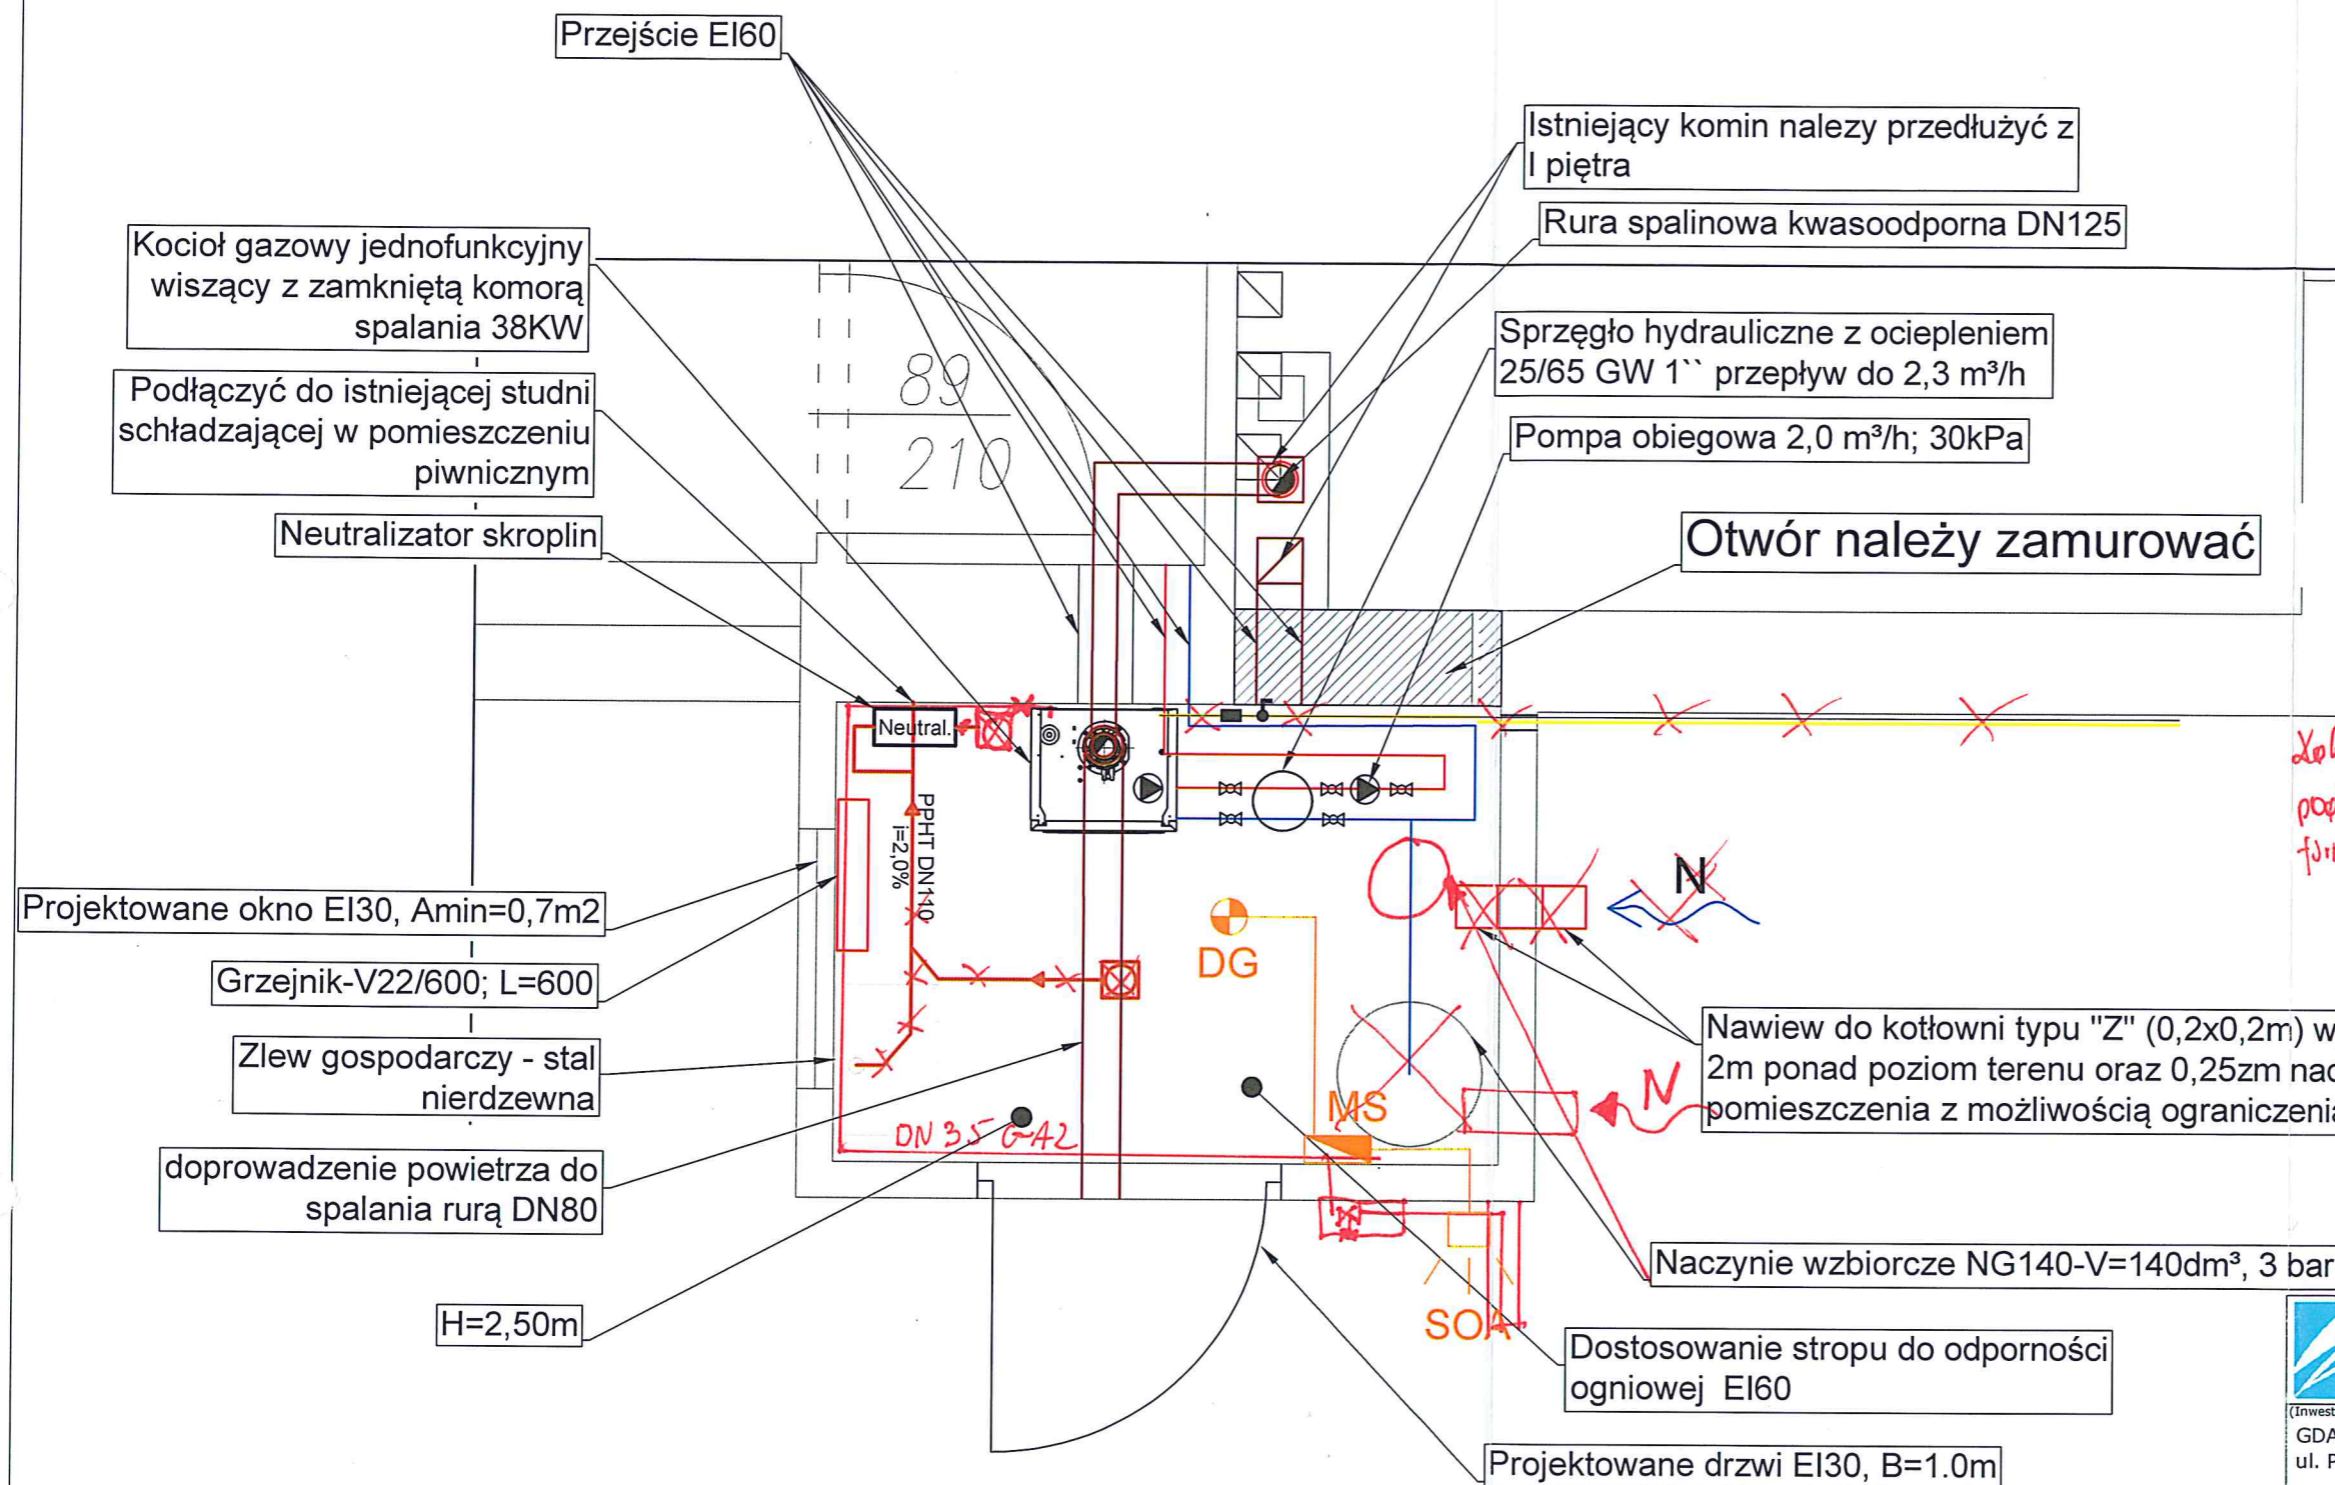 Przejście EI60
Istniejący komin nalezy przedłużyć z
I piętra
Rura spalinowa kwasoodporna DN125
Kocioł gazowy jednofunkcyjny
wiszący z zamkniętą komorą
spalania 38KW
Sprzęgło hydrauliczne z ociepleniem
25/65 GW 1`` przepływ do 2,3 m³/h
89
210
Podłączyć do istniejącej studni
schładzającej w pomieszczeniu
piwnicznym
Pompa obiegowa 2,0 m³/h; 30kPa
Neutralizator skroplin
Otwór należy zamurować
Neutral.
PPHT DN110
i=2,0%
N
Projektowane okno EI30, Amin=0,7m2
DG
Grzejnik-V22/600; L=600
Nawiew do kotłowni typu "Z" (0,2x0,2m) w
2m ponad poziom terenu oraz 0,25zm nad
pomieszczenia z możliwością ograniczenia
Zlew gospodarczy - stal
nierdzewna
N
MS
DN 35 GAZ
doprowadzenie powietrza do
spalania rurą DN80
Naczynie wzbiorcze NG140-V=140dm³, 3 bar
H=2,50m
SOA
Dostosowanie stropu do odporności
ogniowej EI60
Projektowane drzwi EI30, B=1.0m
(Inwest
GDA
ul. P